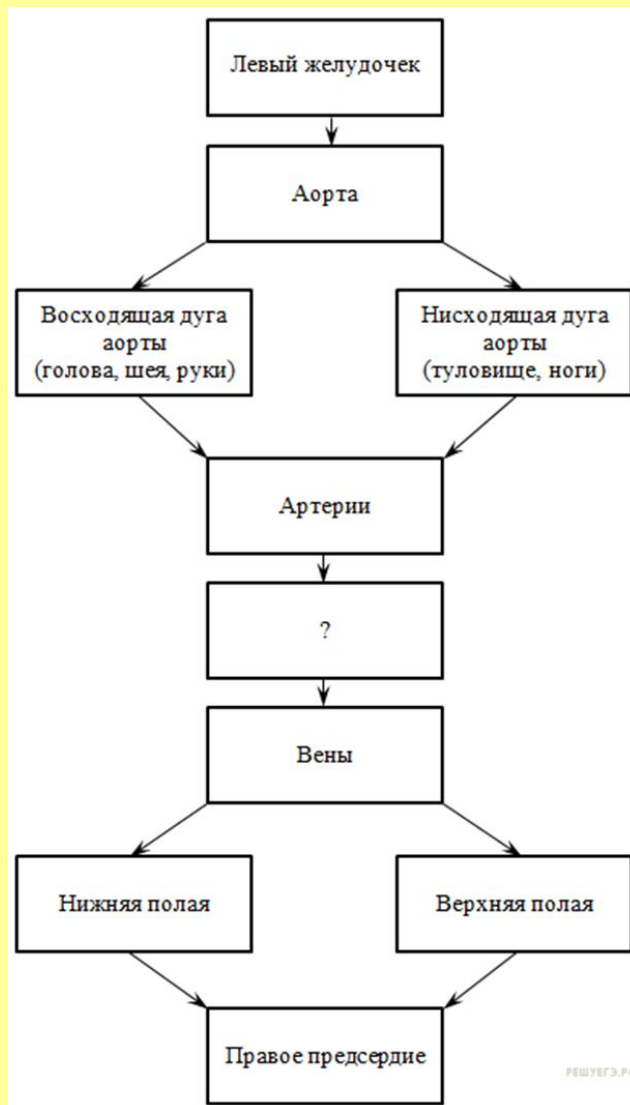 Левый желудочек
Аорта
Восходящая дуга
аорты
(голова, шея, руки)
Нисходящая дуга
аорты
(туловище, ноги)
Артерии
?
Вены
Нижняя полая
Верхняя полая
Правое предсердие